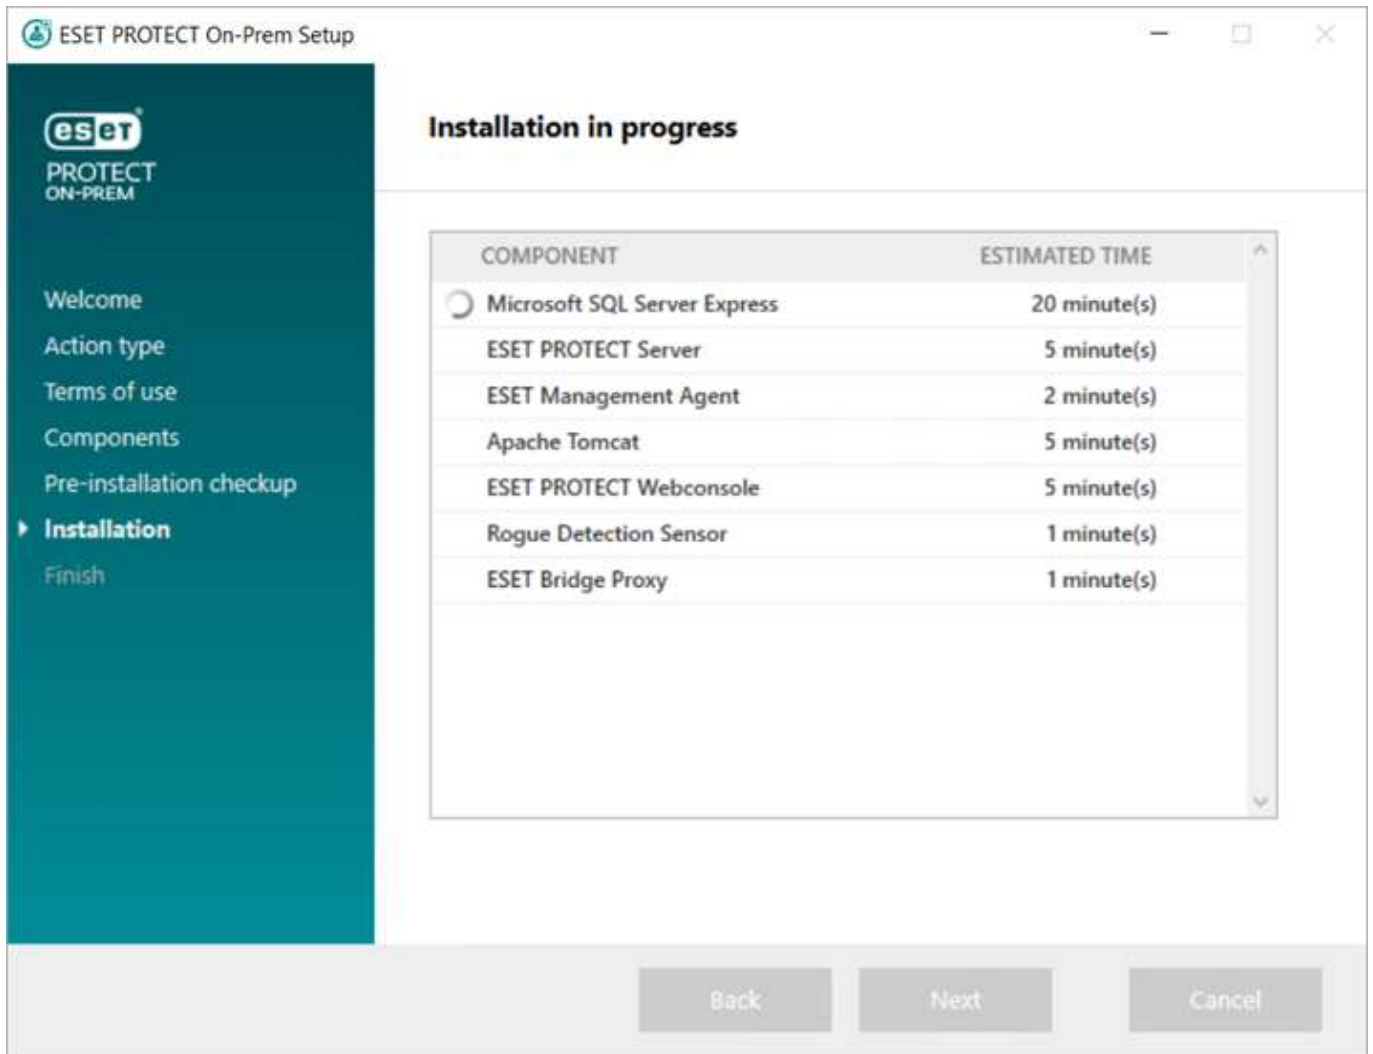 ESET PROTECT On-Prem Setup
eset®
PROTECT
ON-PREM
Welcome
Action type
Terms of use
Components
Pre-installation checkup
Installation
Finish
Installation in progress
COMPONENT ESTIMATED TIME
Microsoft SQL Server Express 20 minute(s)
ESET PROTECT Server 5 minute(s)
ESET Management Agent 2 minute(s)
Apache Tomcat 5 minute(s)
ESET PROTECT Webconsole 5 minute(s)
Rogue Detection Sensor 1 minute(s)
ESET Bridge Proxy 1 minute(s)
Back Next Cancel